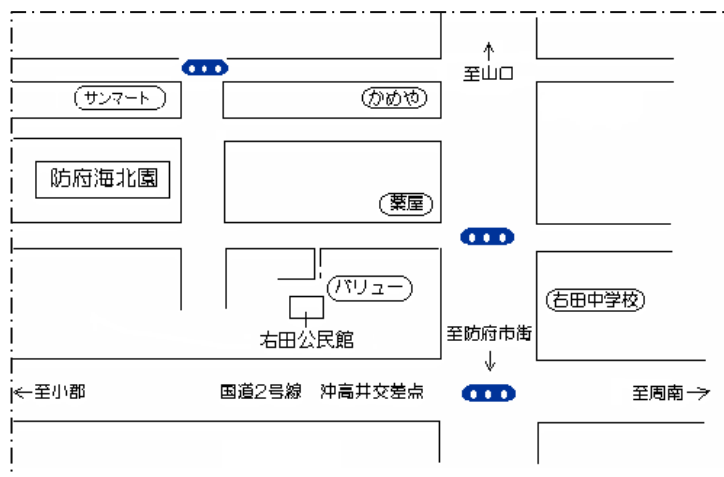 至山口
サンマート
かめや
防府海北園
薬屋
バリュー
右田中学校
右田公民館
至防府市街
←至小郡
国道2号線 沖高井交差点
至周南→